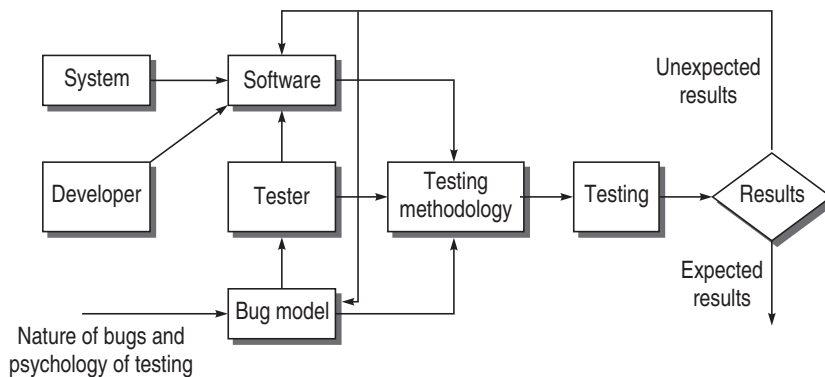 System
Software
Unexpected
results
Developer
Tester
Testing
methodology
Testing
Results
Expected
results
Bug model
Nature of bugs and
psychology of testing